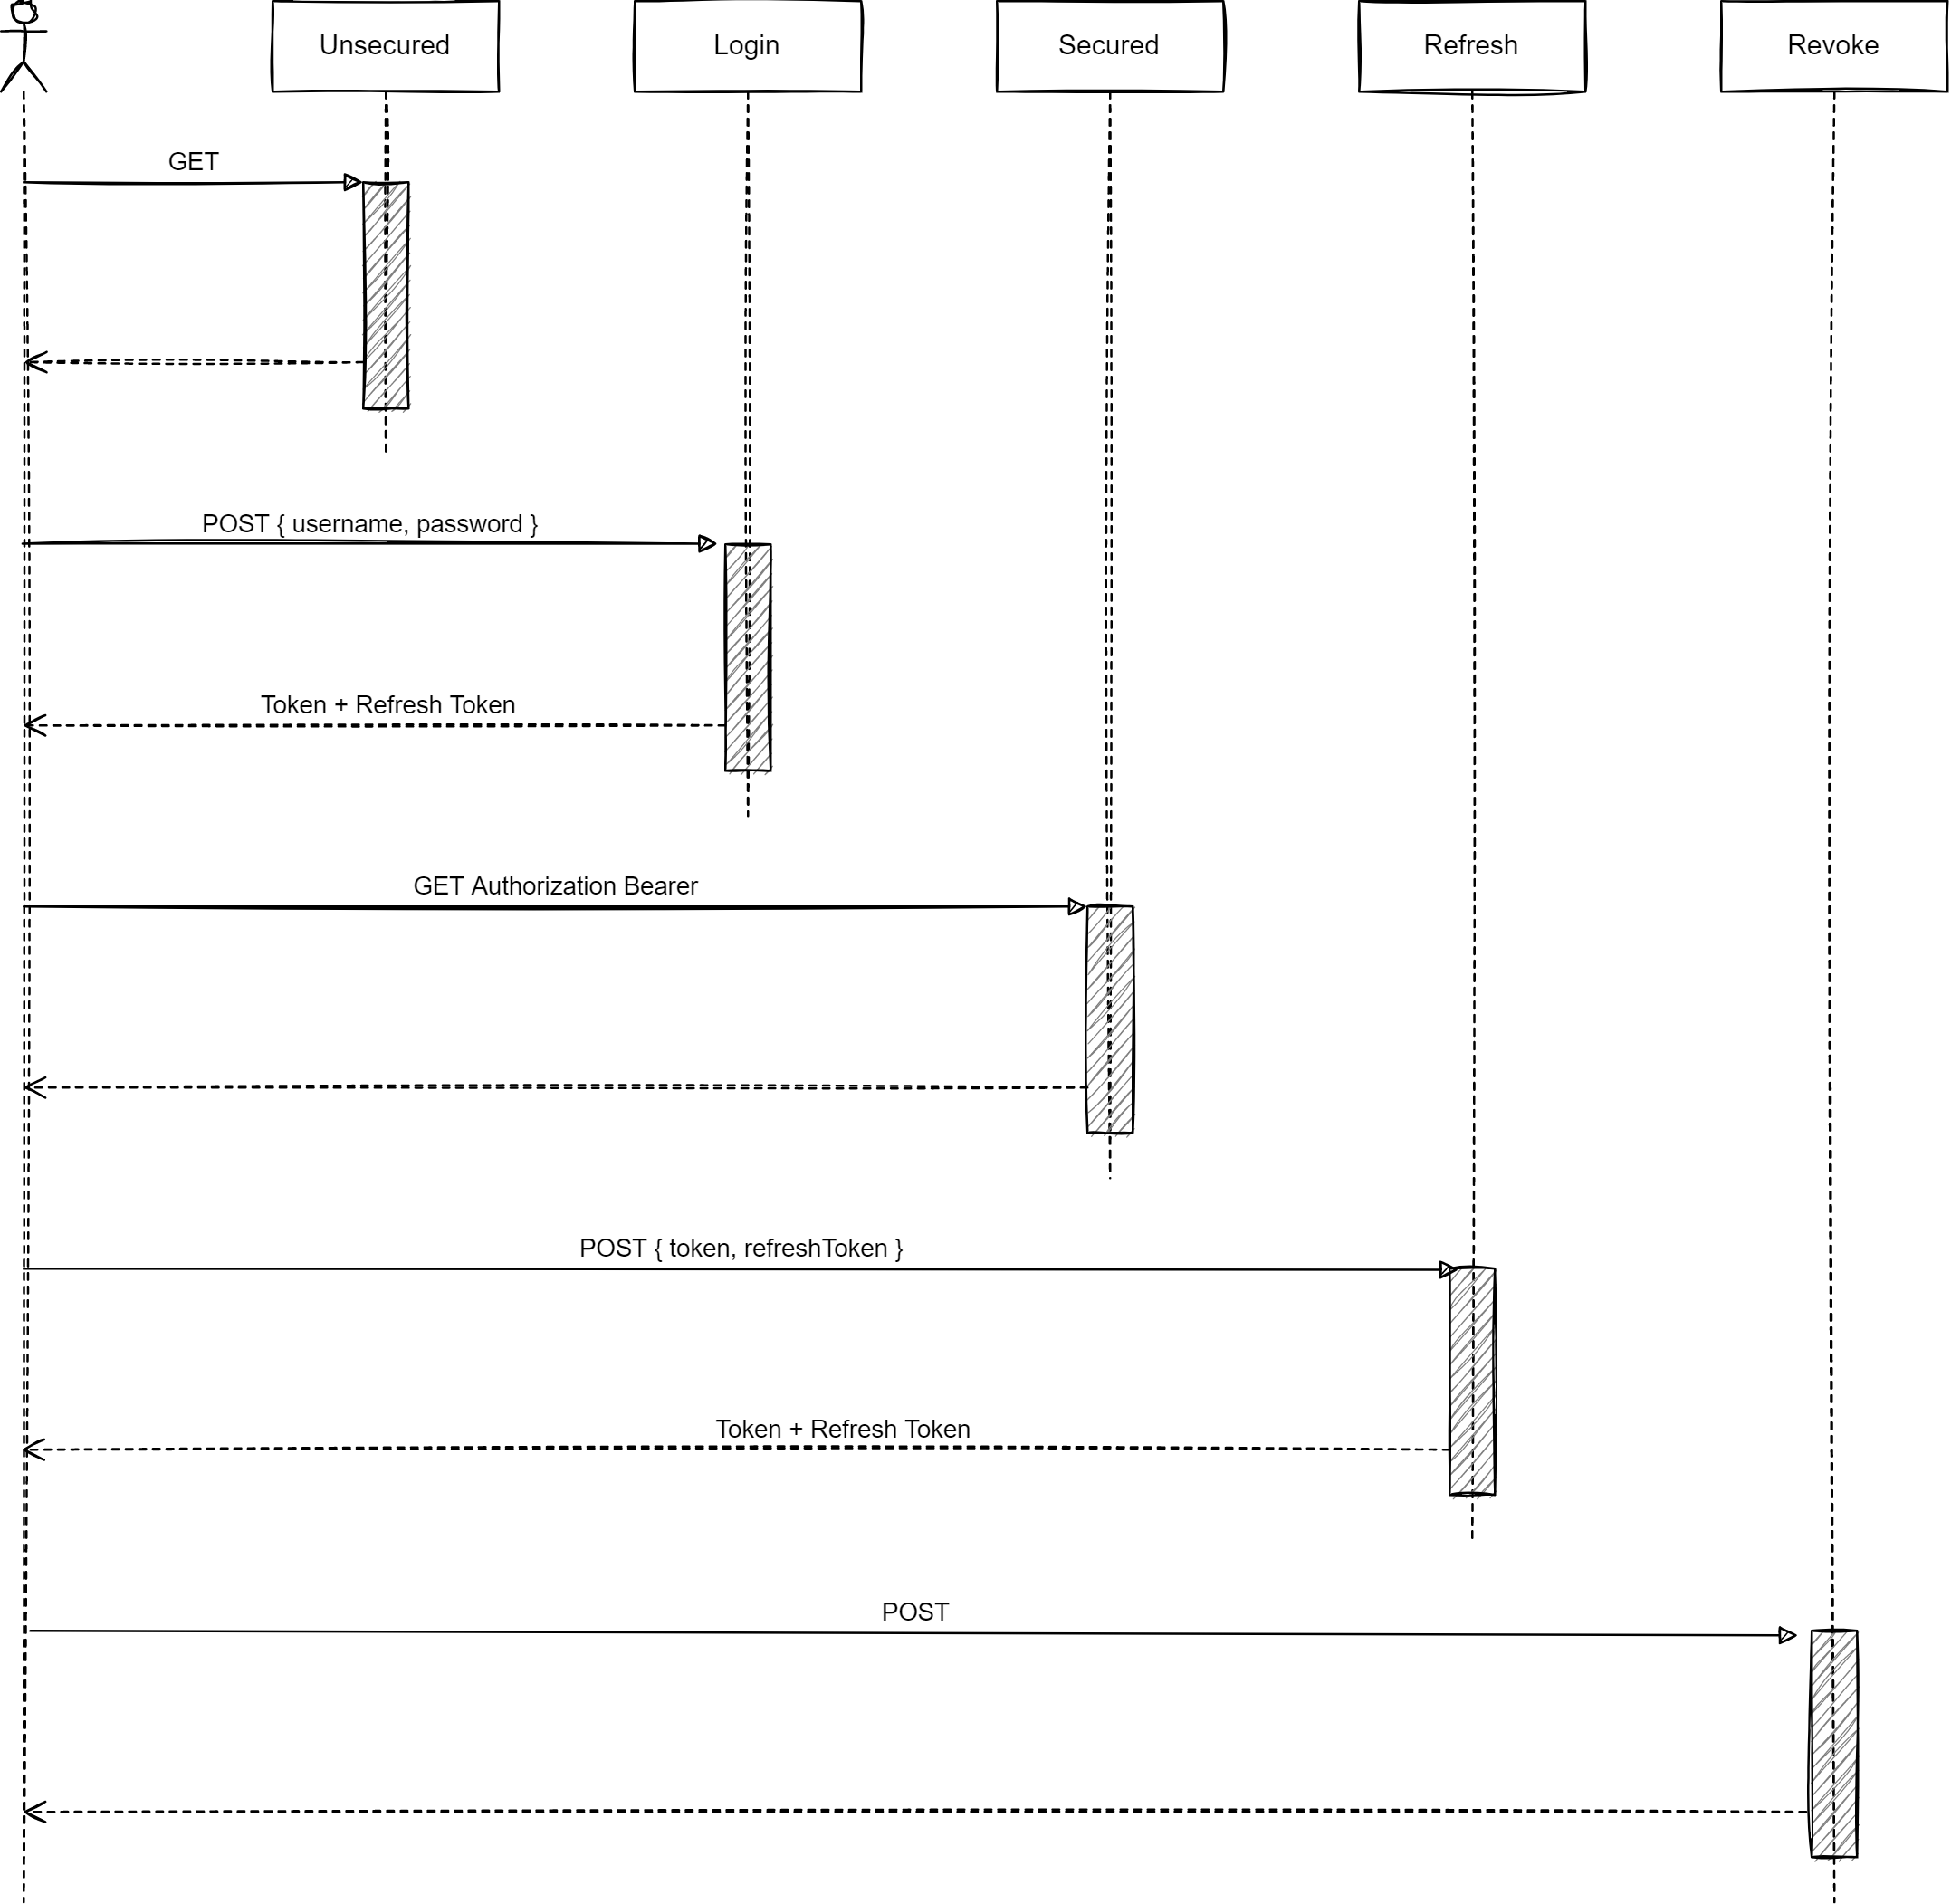 Unsecured
Login
Secured
Refresh
Revoke
GET
POST { username, password }
Token + Refresh Token
GET Authorization Bearer
POST { token, refreshToken }
Token + Refresh Token
POST